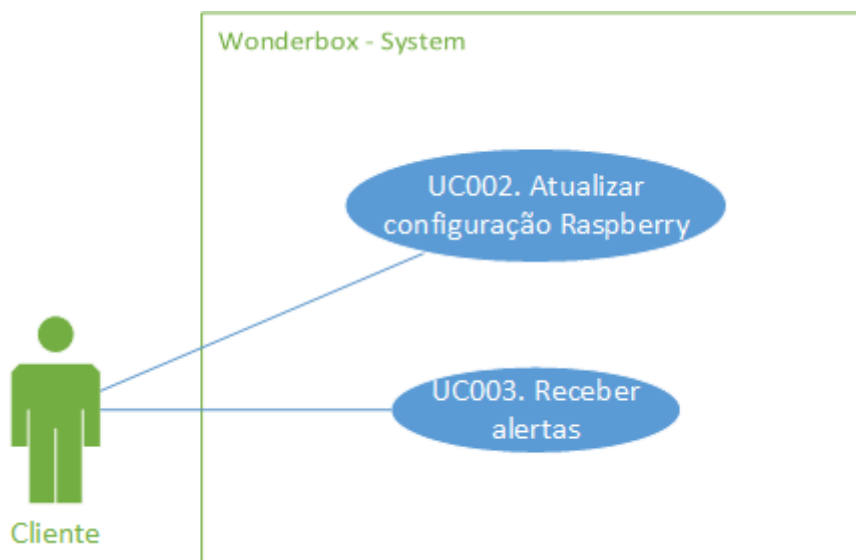 Wonderbox - System
UC002. Atualizar
configuração Raspberry
UC003. Receber
alertas
Cliente